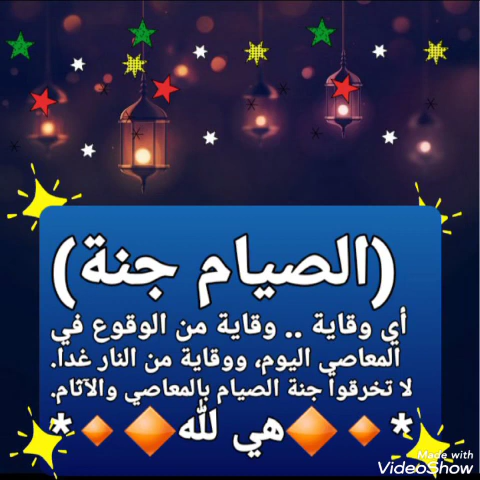 (الصيام جنة)
أي وقاية .. وقاية من الوقوع في
المعاصي اليوم، ووقاية من النار غدا.
لا تخرقوا جنة الصيام بالمعاصي والآثام.
*🔸🔶هي لله🔶🔸*
Made with
VideoShow